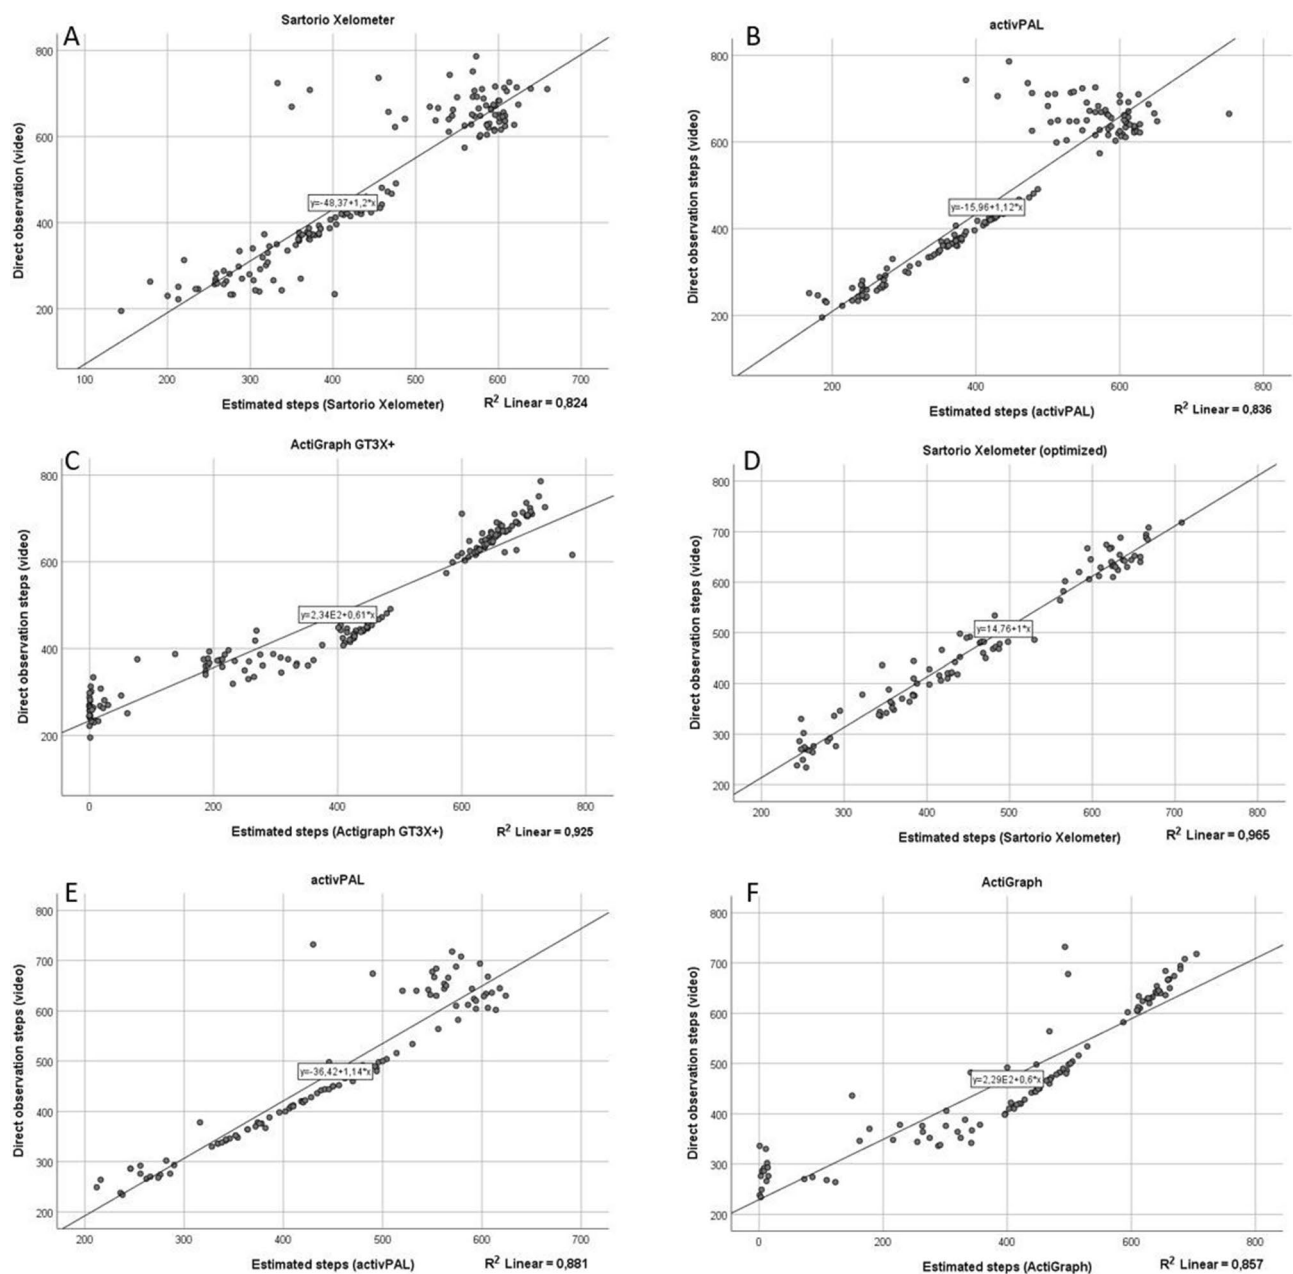 A
Sartorio Xelometer
Direct observation (video)
800
600
400
200
y=-48,37+1,2*x
100 200 300 400 500 600 700
Estimated steps (Sartorio Xelometer)
R² Linear = 0,824
B
activPAL
Direct observation steps (video)
800
600
400
200
y=-15,96+1,12*x
200 400 600 800
Estimated steps (activPAL)
R² Linear = 0,836
C
ActiGraph GT3X+
Direct observation steps (video)
800
600
400
200
y=2,34E2+0,61*x
0 200 400 600 800
Estimated steps (Actigraph GT3X+)
R² Linear = 0,925
D
Sartorio Xelometer (optimized)
Direct observation steps (video)
800
700
600
500
400
300
200
y=14,76+1*x
200 300 400 500 600 700 800
Estimated steps (Sartorio Xelometer)
R² Linear = 0,965
E
activPAL
Direct observation steps (video)
800
700
600
500
400
300
200
y=-36,42+1,14*x
200 300 400 500 600 700
Estimated steps (activPAL)
R² Linear = 0,881
F
ActiGraph
Direct observation steps (video)
800
700
600
500
400
300
200
y=2,29E2+0,6*x
0 200 400 600 800
Estimated steps (ActiGraph)
R² Linear = 0,857